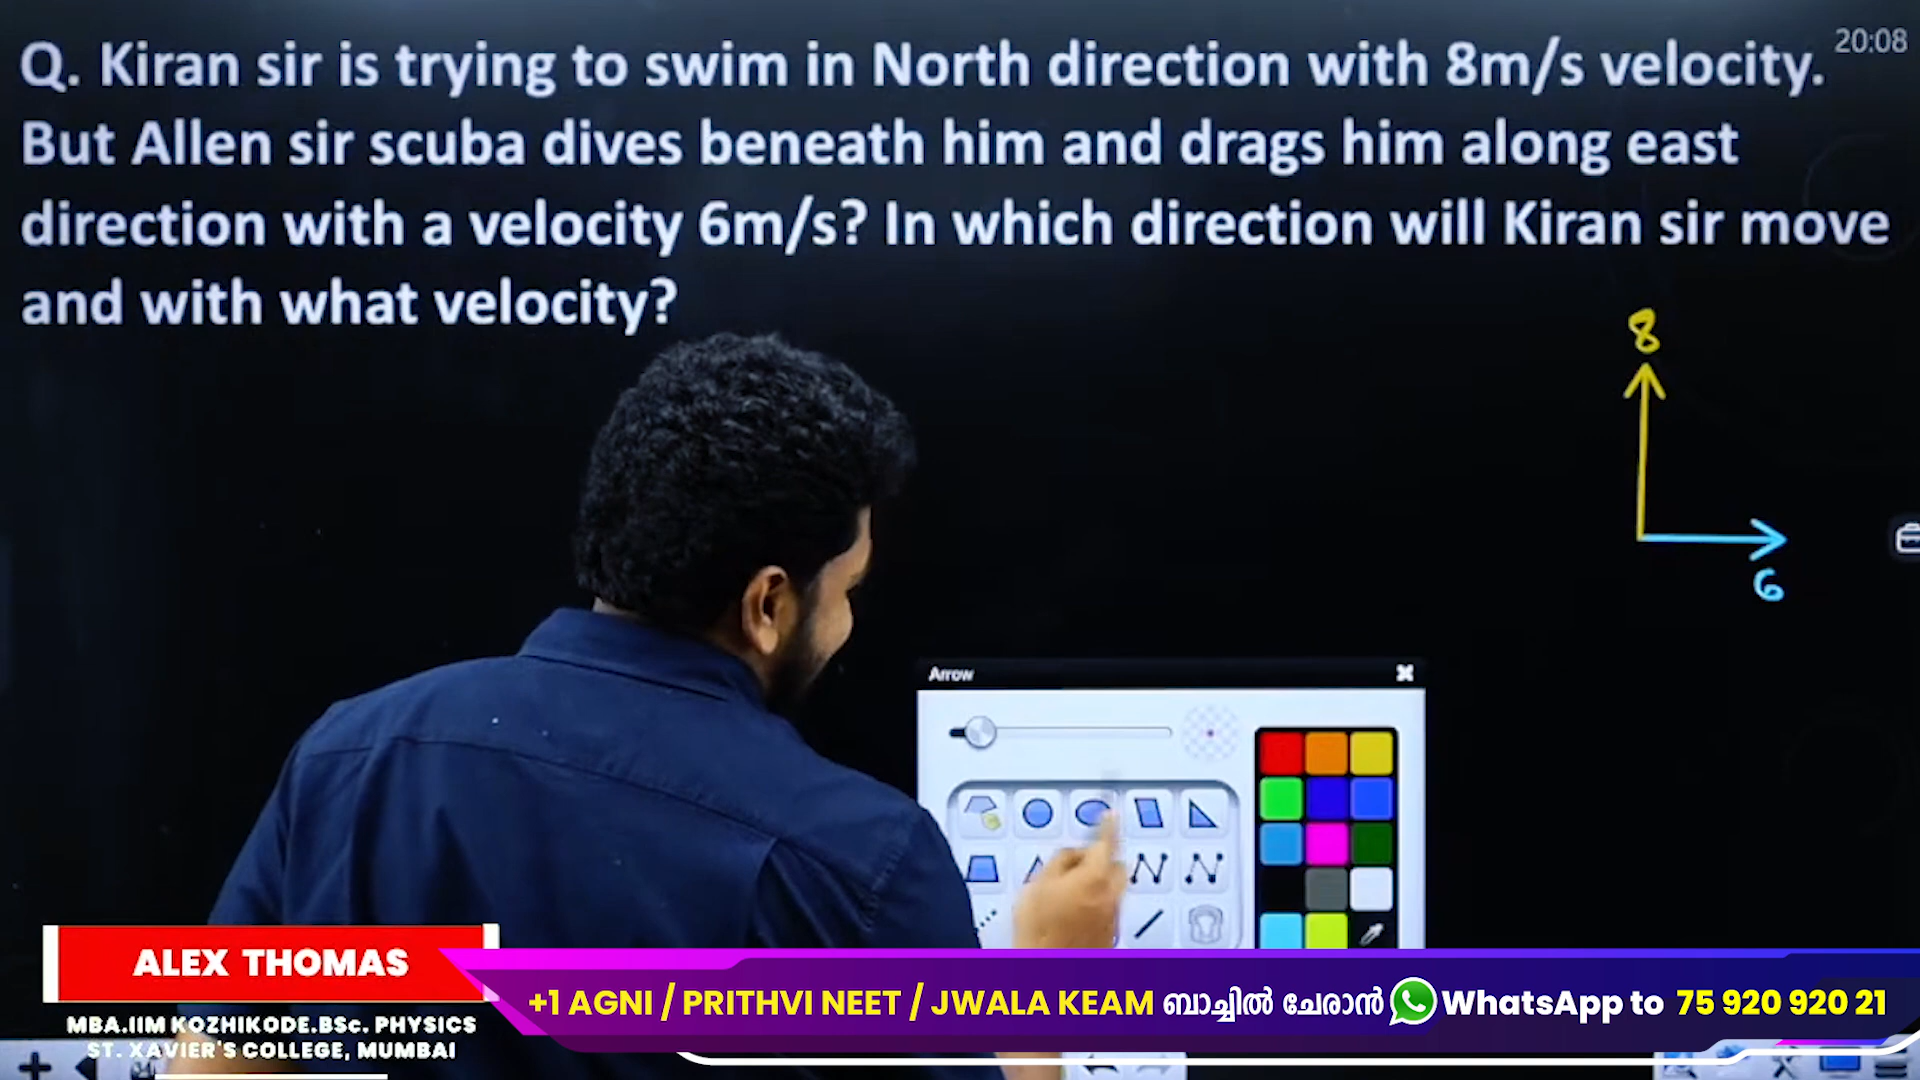 Q. Kiran sir is trying to swim in North direction with 8m/s velocity.
20:08
But Allen sir scuba dives beneath him and drags him along east
direction with a velocity 6m/s? In which direction will Kiran sir move
and with what velocity?
8
6
Arrow
ALEX THOMAS
MBA.IIM KOZHIKODE.BSc. PHYSICS
ST. XAVIER'S COLLEGE, MUMBAI
+1 AGNI / PRITHVI NEET / JWALA KEAM ബാച്ചിൽ ചേരാൻ WhatsApp to 75 920 920 21